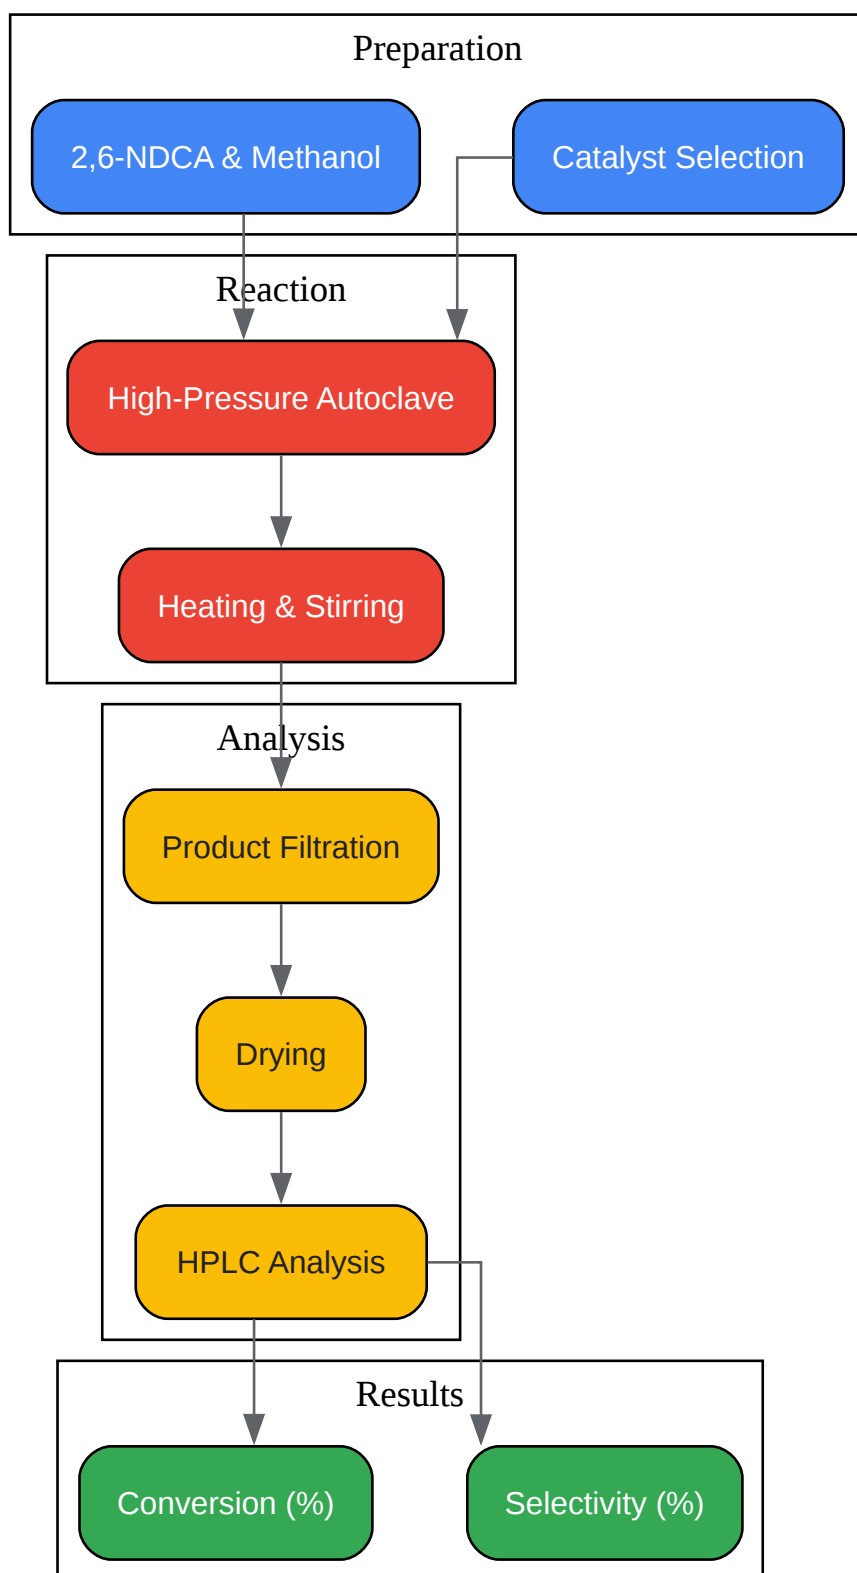 Preparation
2,6-NDCA & Methanol
Catalyst Selection
Reaction
High-Pressure Autoclave
Heating & Stirring
Analysis
Product Filtration
Drying
HPLC Analysis
Results
Conversion (%)
Selectivity (%)